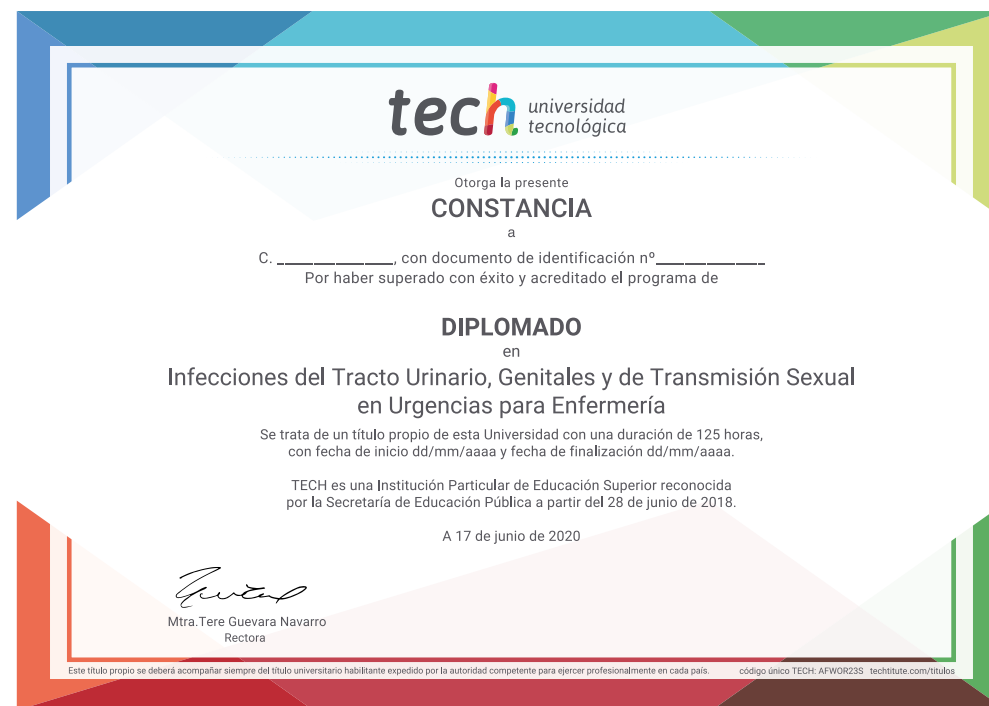 tech universidad
tecnológica
Otorga la presente
CONSTANCIA
a
C. ______________, con documento de identificación nº______________
Por haber superado con éxito y acreditado el programa de
DIPLOMADO
en
Infecciones del Tracto Urinario, Genitales y de Transmisión Sexual
en Urgencias para Enfermería
Se trata de un título propio de esta Universidad con una duración de 125 horas,
con fecha de inicio dd/mm/aaaa y fecha de finalización dd/mm/aaaa.
TECH es una Institución Particular de Educación Superior reconocida
por la Secretaría de Educación Pública a partir del 28 de junio de 2018.
A 17 de junio de 2020
Mtra.Tere Guevara Navarro
Rectora
Este título propio se deberá acompañar siempre del título universitario habilitante expedido por la autoridad competente para ejercer profesionalmente en cada país. código único TECH: AFWOR23S techtitute.com/titulos